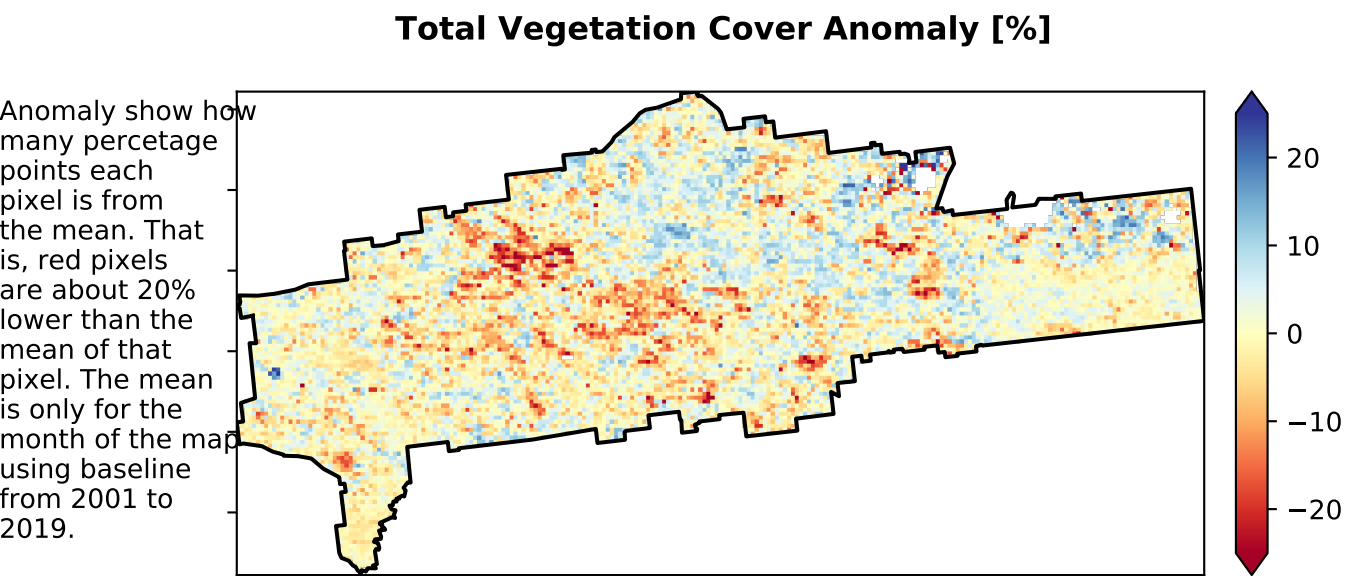 Total Vegetation Cover Anomaly [%]
Anomaly show how
many percetage
points each
pixel is from
the mean. That
is, red pixels
are about 20%
lower than the
mean of that
pixel. The mean
is only for the
month of the map
using baseline
from 2001 to
2019.
20
10
0
−10
−20